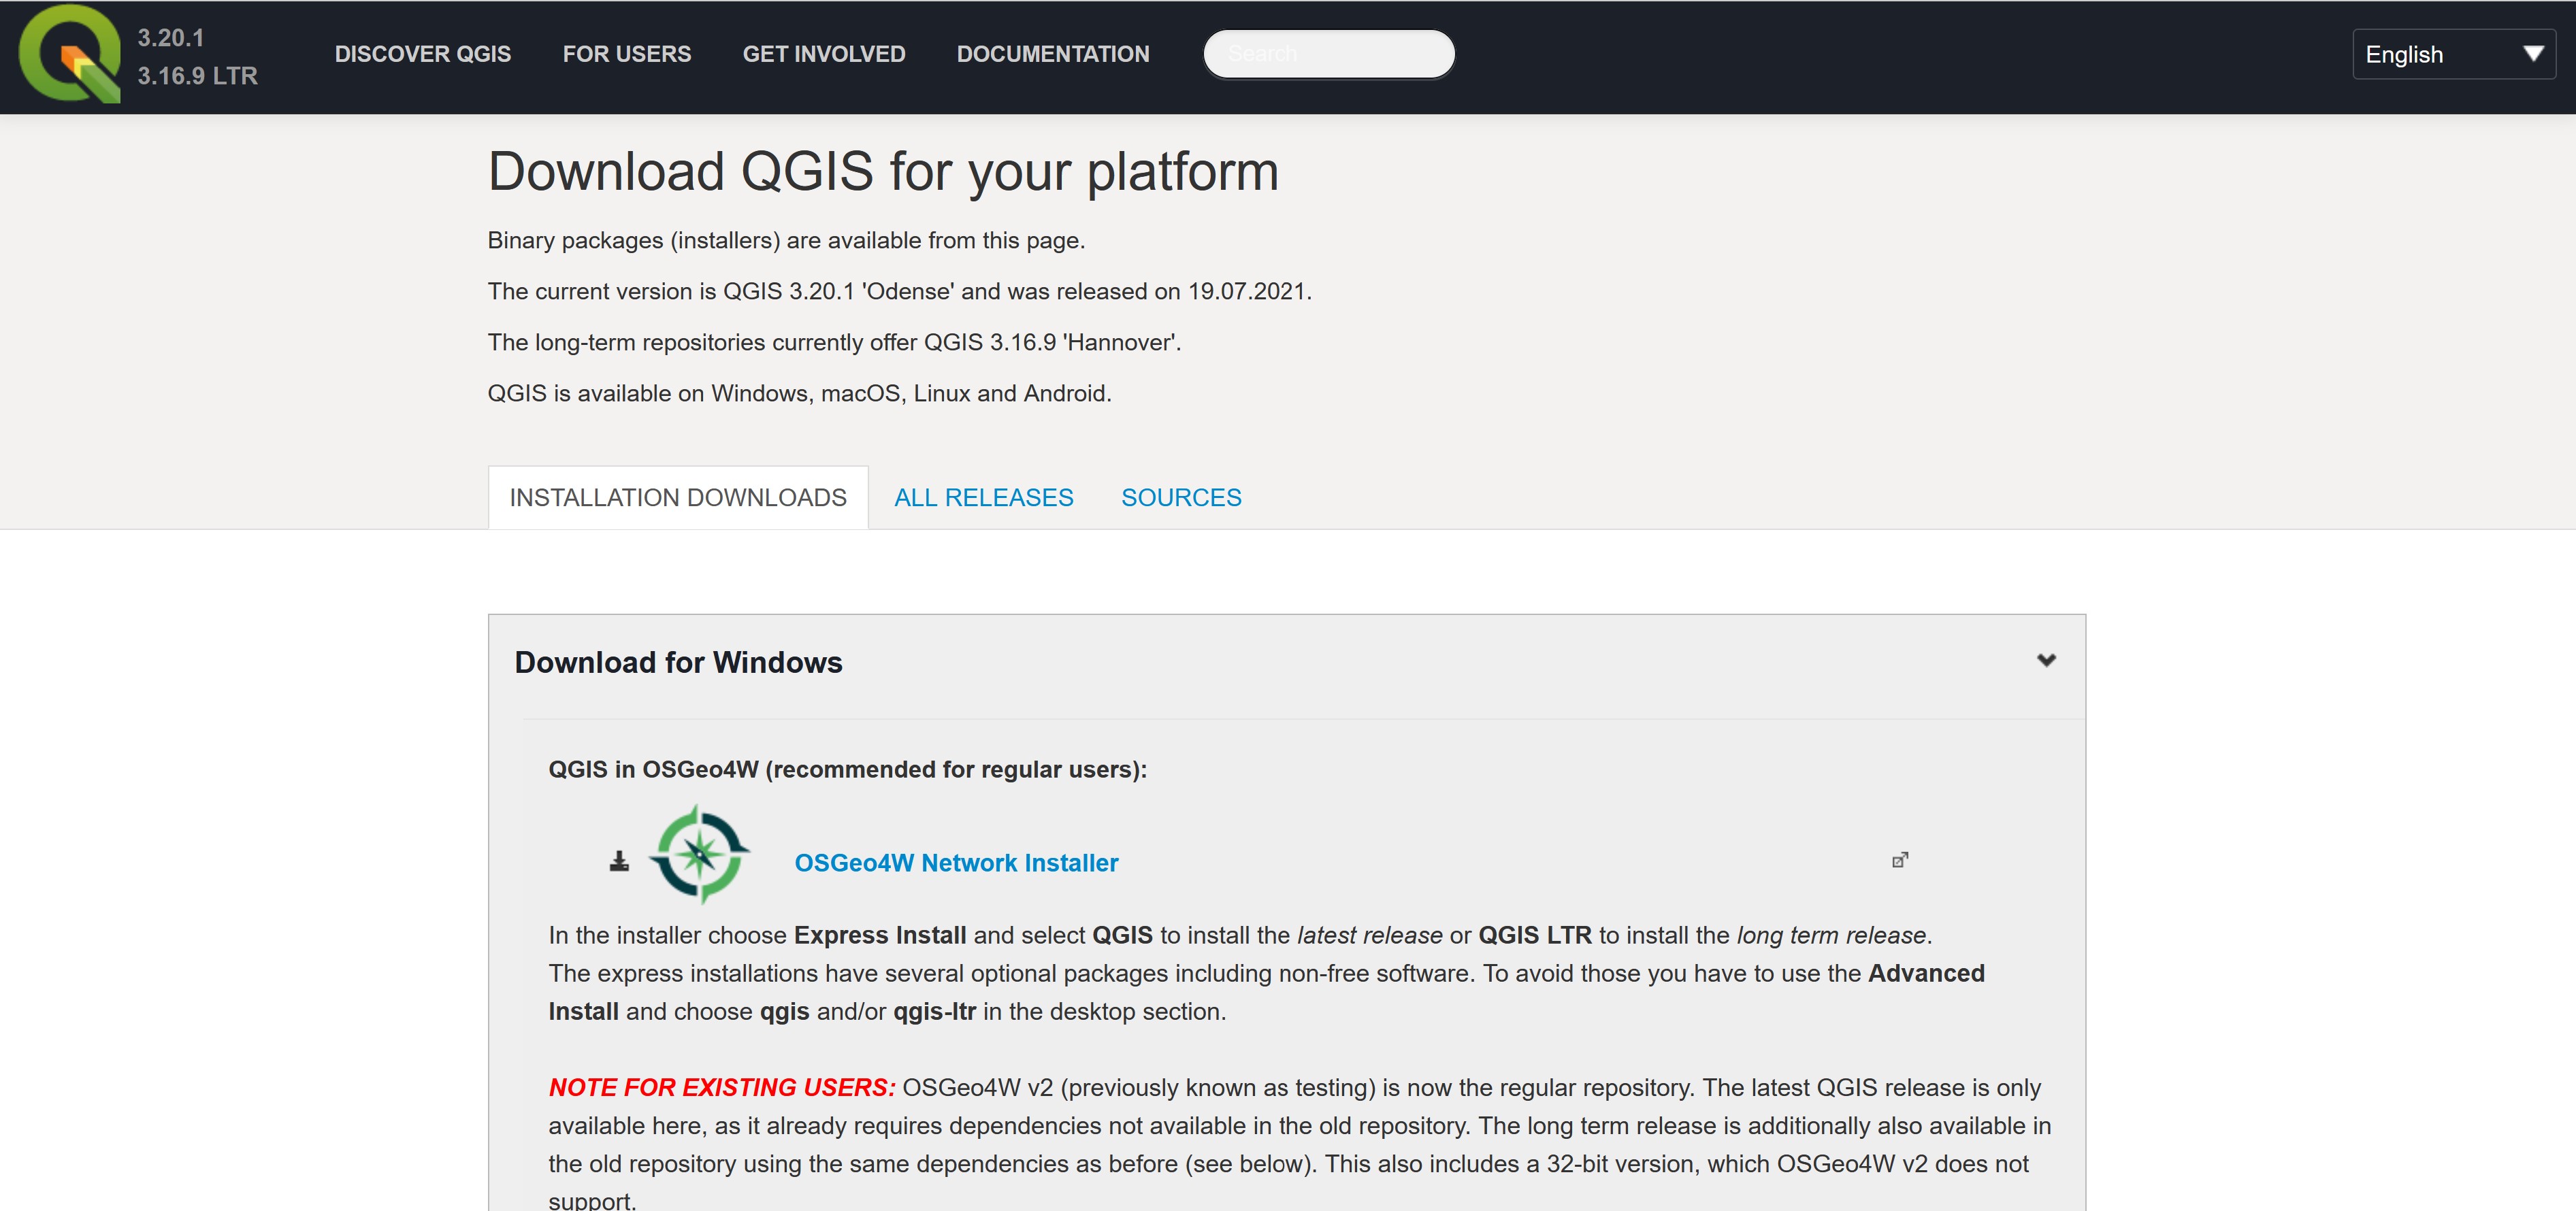 3.20.1
3.16.9 LTR
DISCOVER QGIS FOR USERS GET INVOLVED DOCUMENTATION Search English
Download QGIS for your platform
Binary packages (installers) are available from this page.
The current version is QGIS 3.20.1 'Odense' and was released on 19.07.2021.
The long-term repositories currently offer QGIS 3.16.9 'Hannover'.
QGIS is available on Windows, macOS, Linux and Android.
INSTALLATION DOWNLOADS ALL RELEASES SOURCES
Download for Windows
QGIS in OSGeo4W (recommended for regular users):
OSGeo4W Network Installer
In the installer choose Express Install and select QGIS to install the latest release or QGIS LTR to install the long term release.
The express installations have several optional packages including non-free software. To avoid those you have to use the Advanced
Install and choose qgis and/or qgis-ltr in the desktop section.
NOTE FOR EXISTING USERS: OSGeo4W v2 (previously known as testing) is now the regular repository. The latest QGIS release is only
available here, as it already requires dependencies not available in the old repository. The long term release is additionally also available in
the old repository using the same dependencies as before (see below). This also includes a 32-bit version, which OSGeo4W v2 does not
support.